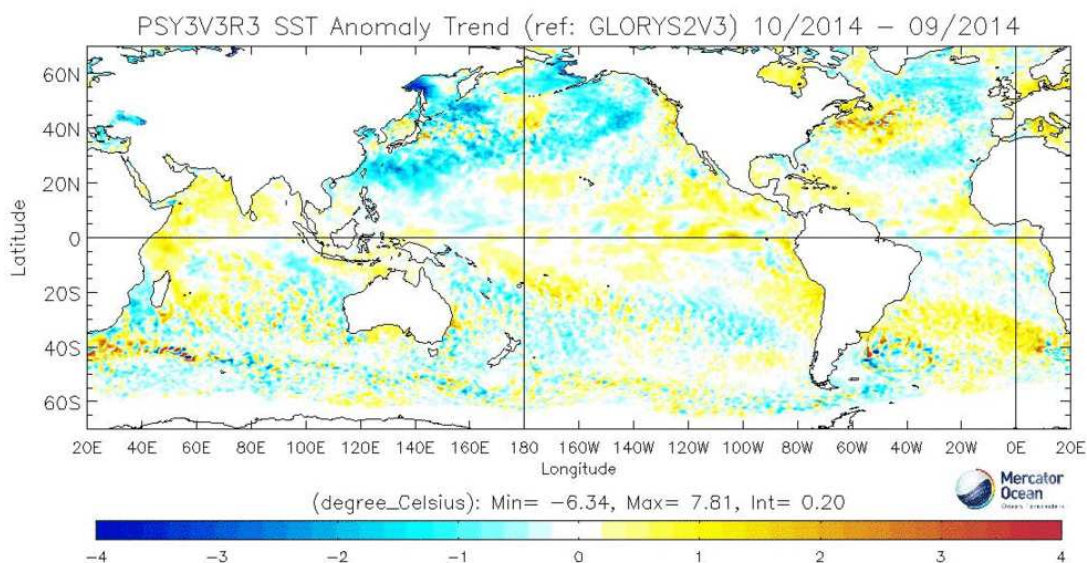 PSY3V3R3 SST Anomaly Trend (ref: GLORYS2V3) 10/2014 − 09/2014
60N
40N
20N
0
20S
40S
60S
Latitude
20E 40E 60E 80E 100E 120E 140E 160E 180 160W 140W 120W 100W 80W 60W 40W 20W 0E 20E
Longitude
Mercator
Ocean
Ocean Forecasters
(degree_Celsius): Min= −6.34, Max= 7.81, Int= 0.20
−4 −3 −2 −1 0 1 2 3 4